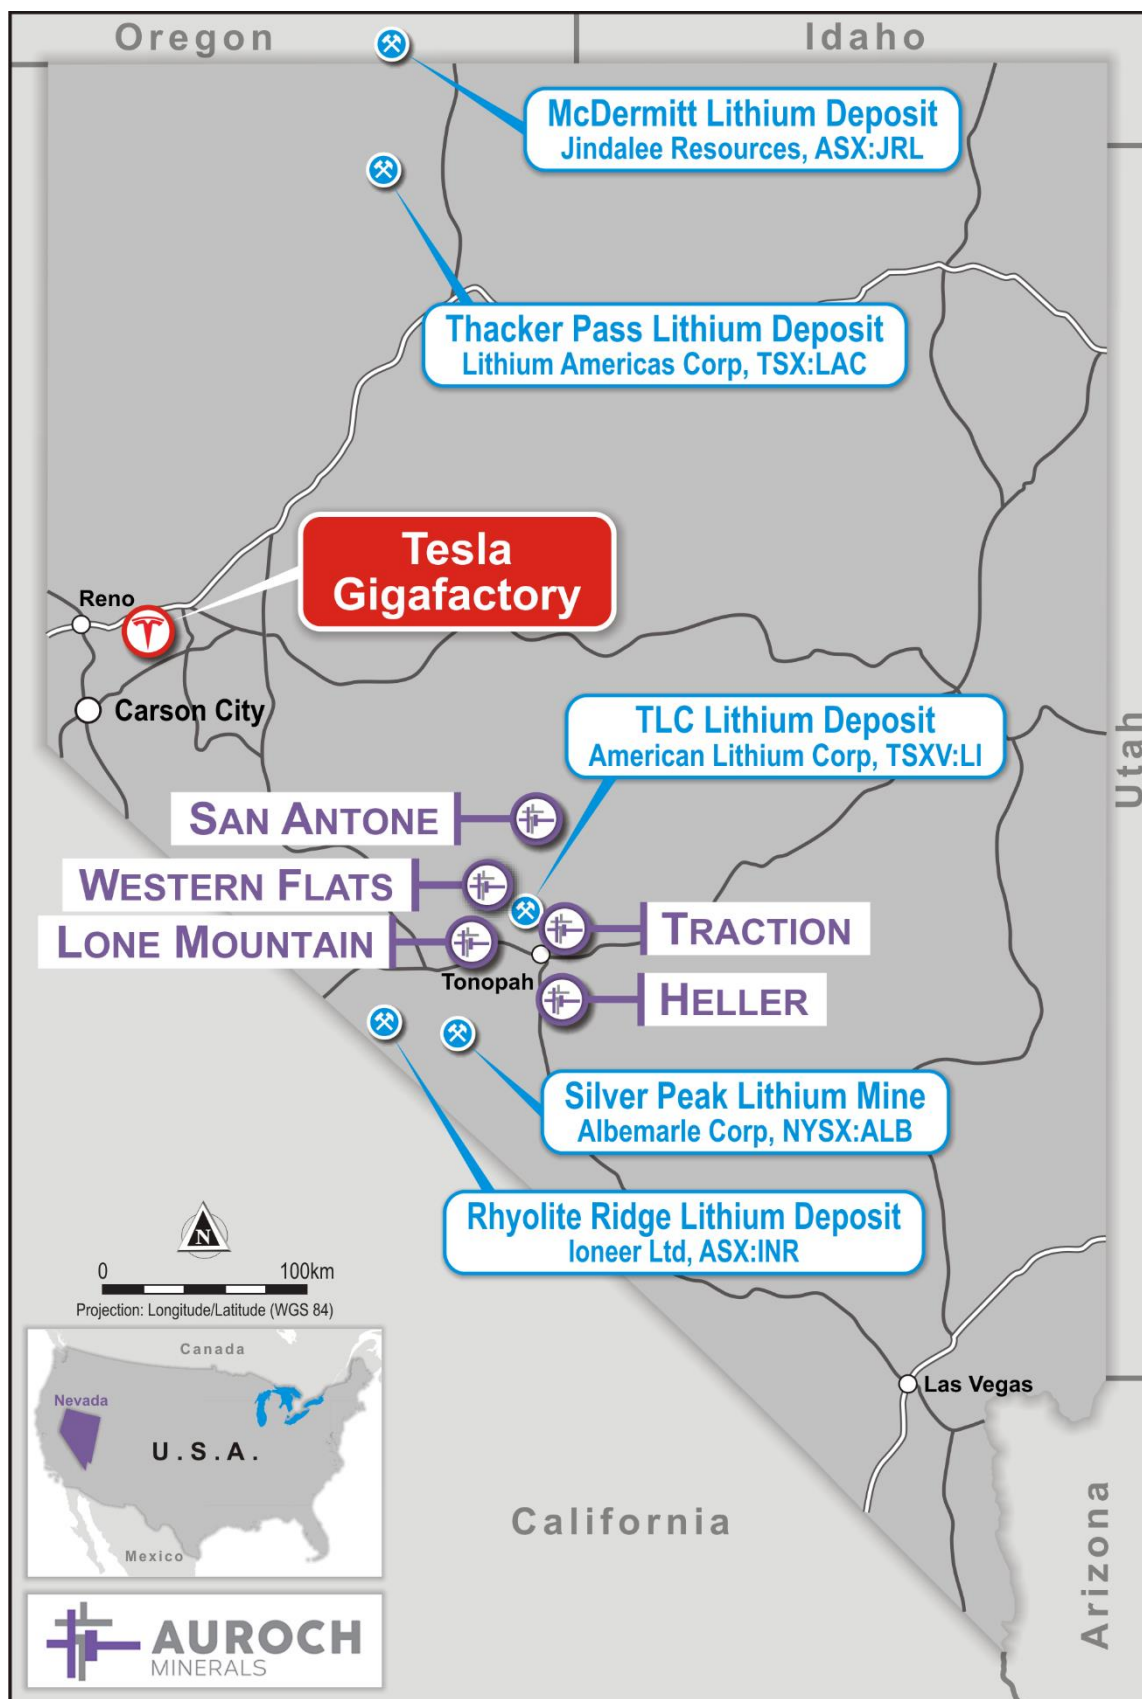 Oregon
Idaho
McDermitt Lithium Deposit
Jindalee Resources, ASX:JRL
Thacker Pass Lithium Deposit
Lithium Americas Corp, TSX:LAC
Tesla
Gigafactory
Reno
Carson City
TLC Lithium Deposit
American Lithium Corp, TSXV:LI
Utah
SAN ANTONE
WESTERN FLATS
LONE MOUNTAIN
TRACTION
Tonopah
HELLER
Silver Peak Lithium Mine
Albemarle Corp, NYSX:ALB
Rhyolite Ridge Lithium Deposit
Ioneer Ltd, ASX:INR
N
0 100km
Projection: Longitude/Latitude (WGS 84)
Canada
Nevada
U.S.A.
Mexico
Las Vegas
California
Arizona
AUROCH
MINERALS